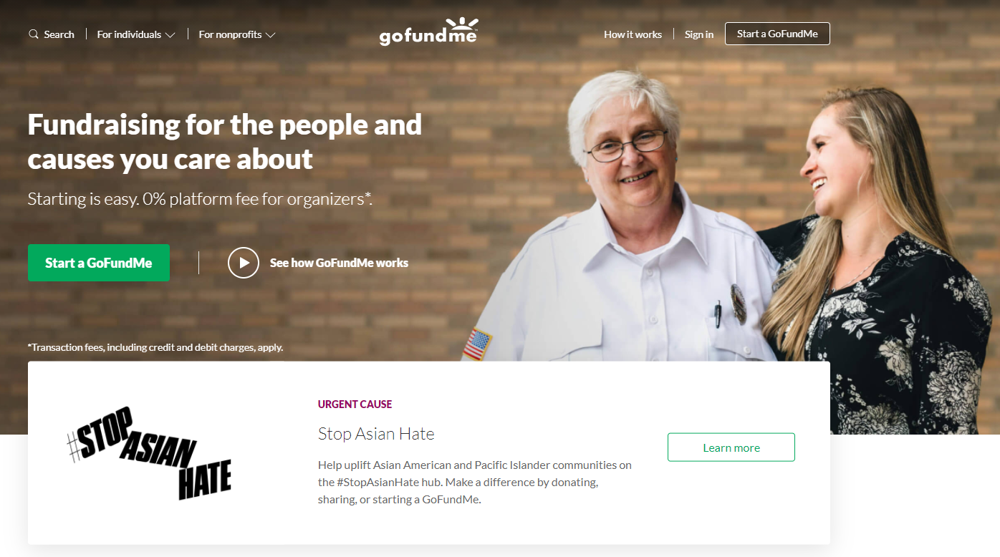 Search
For individuals
For nonprofits
gofundme
How it works
Sign in
Start a GoFundMe
Fundraising for the people and
causes you care about
Starting is easy. 0% platform fee for organizers*.
Start a GoFundMe
See how GoFundMe works
*Transaction fees, including credit and debit charges, apply.
#STOP
ASIAN
HATE
URGENT CAUSE
Stop Asian Hate
Help uplift Asian American and Pacific Islander communities on
the #StopAsianHate hub. Make a difference by donating,
sharing, or starting a GoFundMe.
Learn more